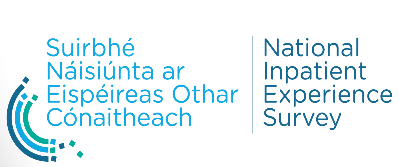 Suirbhé
Náisiúnta ar
Eispéireas Othar
Cónaitheach
National
Inpatient
Experience
Survey